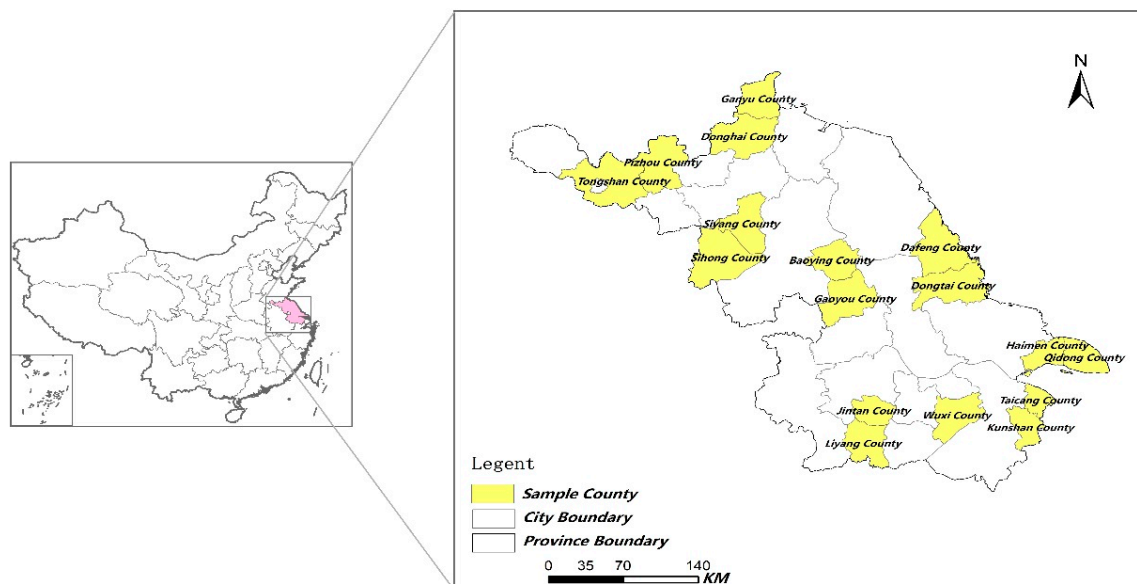 N
Ganyu County
Donghai County
Pizhou County
Tongshan County
Siyang County
Sihong County
Baoying County
Dafeng County
Dongtai County
Gaoyou County
Haimen County
Qidong County
Taicang County
Jintan County
Wuxi County
Kunshan County
Liyang County
Legent
Sample County
City Boundary
Province Boundary
0 35 70 140
KM